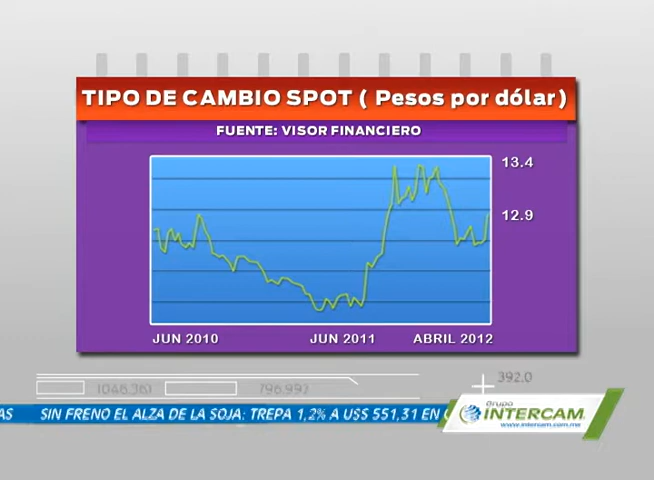 TIPO DE CAMBIO SPOT ( Pesos por dólar)
FUENTE: VISOR FINANCIERO
13.4
12.9
JUN 2010
JUN 2011
ABRIL 2012
1048.361
796.992
392.0
AS SIN FRENO EL ALZA DE LA SOJA: TREPA 1,2% A US$ 551,31 EN
Grupo
INTERCAM
www.intercam.com.mx